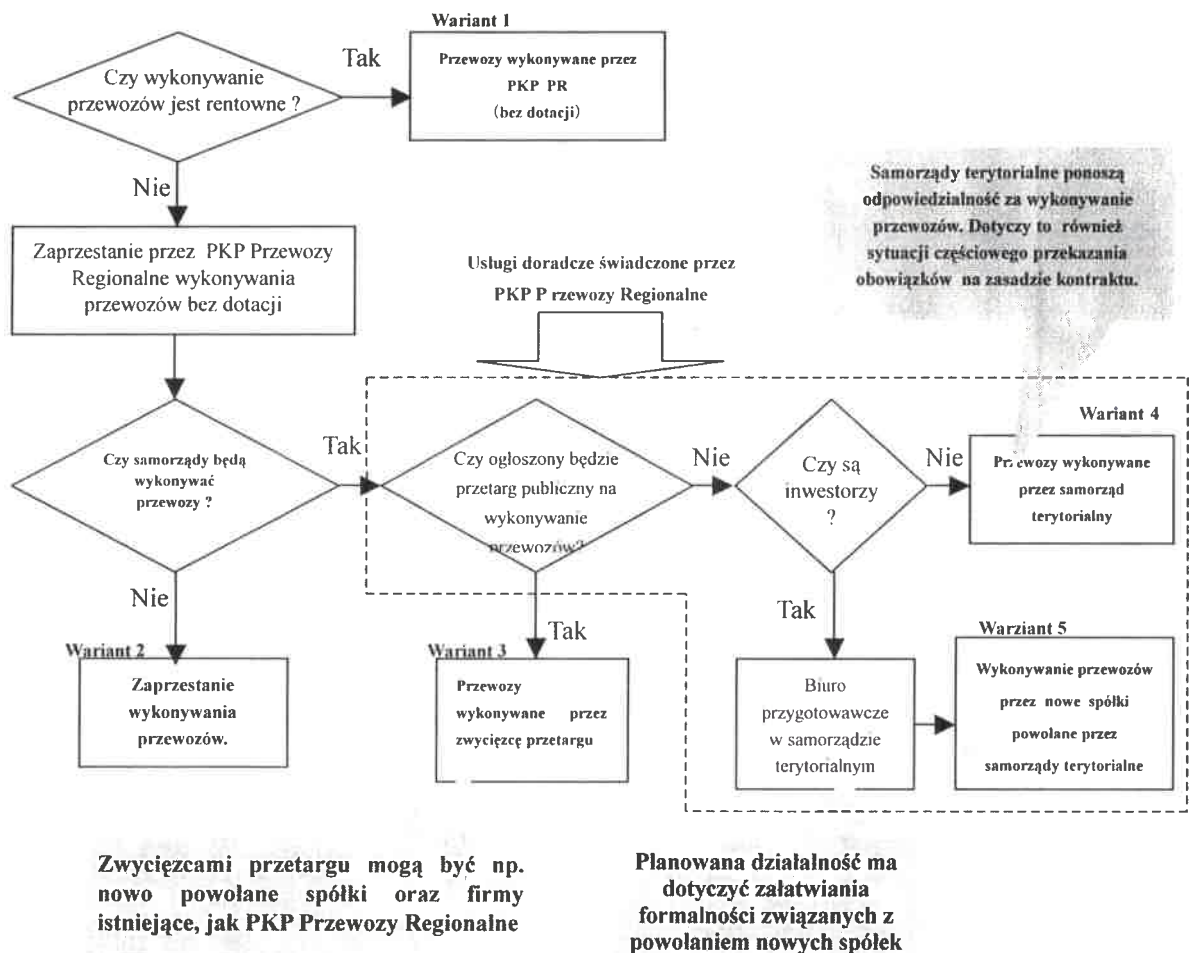 Wariant 1
Czy wykonywanie
przewozów jest rentowne ?
Tak
Przewozy wykonywane przez
PKP PR
(bez dotacji)
Nie
Zaprzestanie przez PKP Przewozy
Regionalne wykonywania
przewozów bez dotacji
Usługi doradcze świadczone przez
PKP P rzewozy Regionalne
Samorządy terytorialne ponoszą
odpowiedzialność za wykonywanie
przewozów. Dotyczy to również
sytuacji częściowego przekazania
obowiązków na zasadzie kontraktu.
Czy samorządy będą
wykonywać
przewozy ?
Tak
Czy ogłoszony będzie
przetarg publiczny na
wykonywanie
przewozów?
Nie
Czy są
inwestorzy
?
Nie
Wariant 4
Przewozy wykonywane
przez samorząd
terytorialny
Nie
Tak
Tak
Wariant 2
Zaprzestanie
wykonywania
przewozów.
Wariant 3
Przewozy
wykonywane przez
zwycięzcę przetargu
Biuro
przygotowawcze
w samorządzie
terytorialnym
Warziant 5
Wykonywanie przewozów
przez nowe spółki
powołane przez
samorządy terytorialne
Zwycięzcami przetargu mogą być np.
nowo powołane spółki oraz firmy
istniejące, jak PKP Przewozy Regionalne
Planowana działalność ma
dotyczyć załatwiania
formalności związanych z
powołaniem nowych spółek